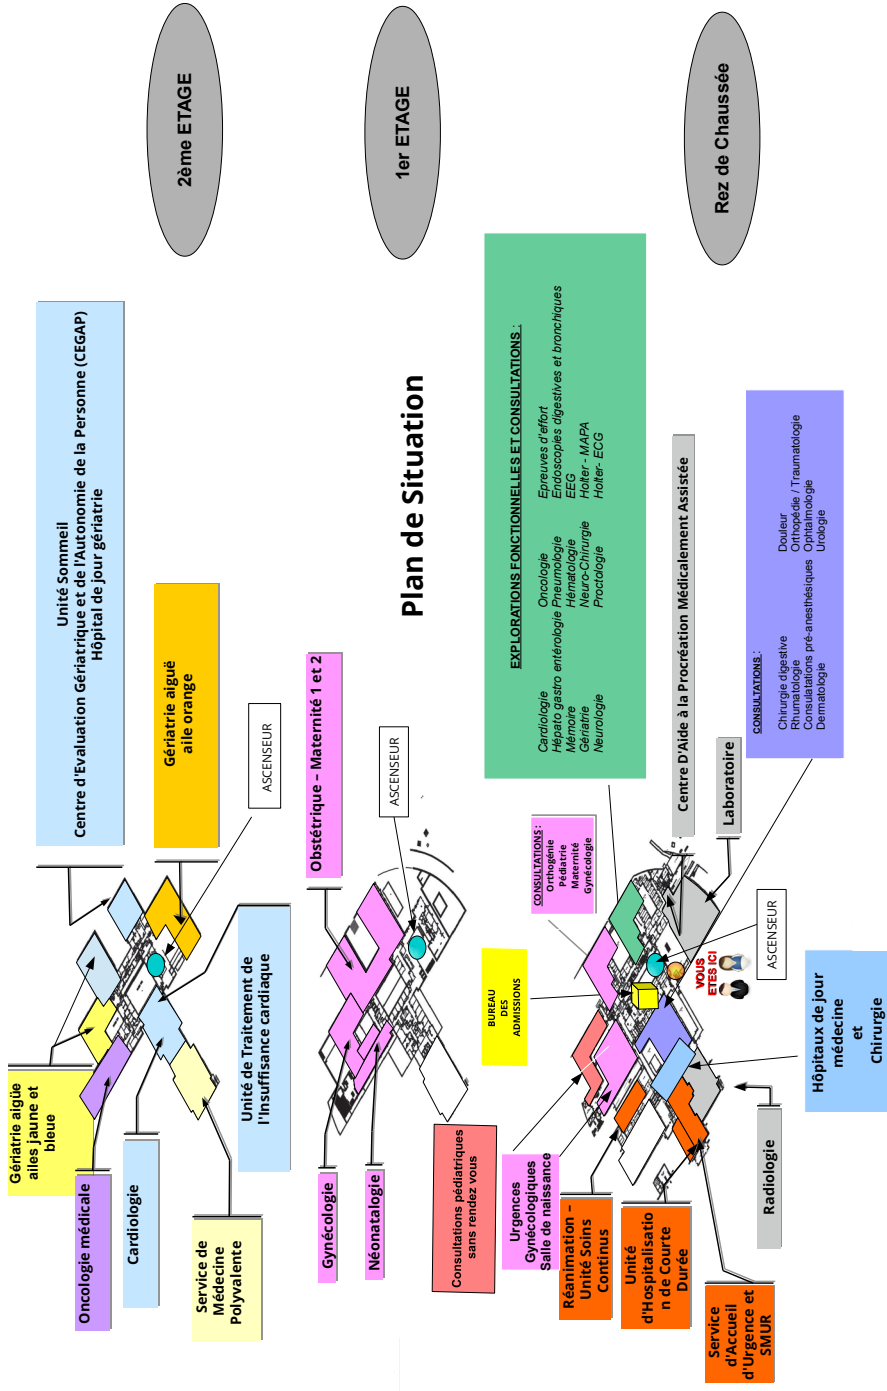 Plan de Situation
2ème ETAGE
Unité Sommeil
Centre d'Evaluation Gériatrique et de l'Autonomie de la Personne (CEGAP)
Hôpital de jour gériatrie
Gériatrie aiguë
aile orange
ASCENSEUR
Gériatrie aigüe
ailes jaune et
bleue
Oncologie médicale
Cardiologie
Service de
Médecine
Polyvalente
Unité de Traitement de
l'Insuffisance cardiaque
1er ETAGE
Obstétrique – Maternité 1 et 2
ASCENSEUR
Gynécologie
Néonatalogie
Rez de Chaussée
EXPLORATIONS FONCTIONNELLES ET CONSULTATIONS :
Cardiologie Oncologie Epreuves d'effort
Hépato gastro entérologie Pneumologie Endoscopies digestives et bronchiques
Mémoire Hématologie EEG
Gériatrie Neuro-Chirurgie Holter - MAPA
Neurologie Proctologie Holter- ECG
Centre D'Aide à la Procréation Médicalement Assistée
Laboratoire
CONSULTATIONS :
Chirurgie digestive Douleur
Rhumatologie Orthopédie / Traumatologie
Consulatations pré-anesthésiques Ophtalmologie
Dermatologie Urologie
CONSULTATIONS :
Orthogénie
Pédiatrie
Maternité
Gynécologie
BUREAU
DES
ADMISSIONS
VOUS
ETES ICI
ASCENSEUR
Hôpitaux de jour
médecine
et
Chirurgie
Consultations pédiatriques
sans rendez vous
Urgences
Gynécologiques
Salle de naissance
Réanimation –
Unité Soins
Continus
Unité
d'Hospitalisatio
n de Courte
Durée
Service
d'Accueil
d'Urgence et
SMUR
Radiologie